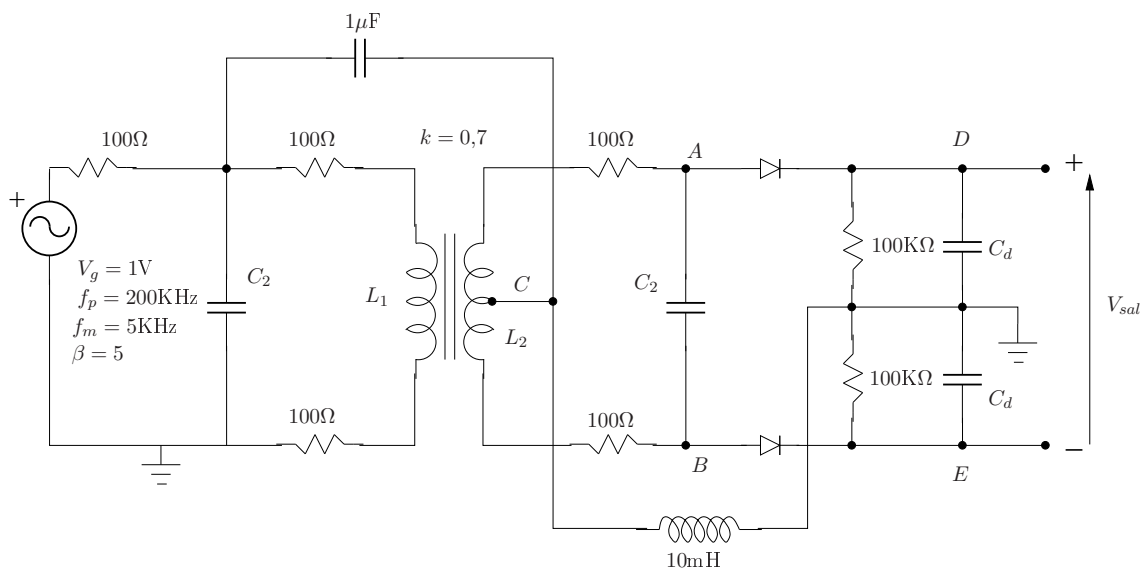 1μF
100Ω
100Ω
k = 0,7
100Ω
A
D
+
+
V_g = 1V
f_p = 200KHz
f_m = 5KHz
β = 5
C_2
L_1
C
L_2
C_2
100KΩ
C_d
V_sal
100KΩ
C_d
100Ω
100Ω
B
E
−
10mH